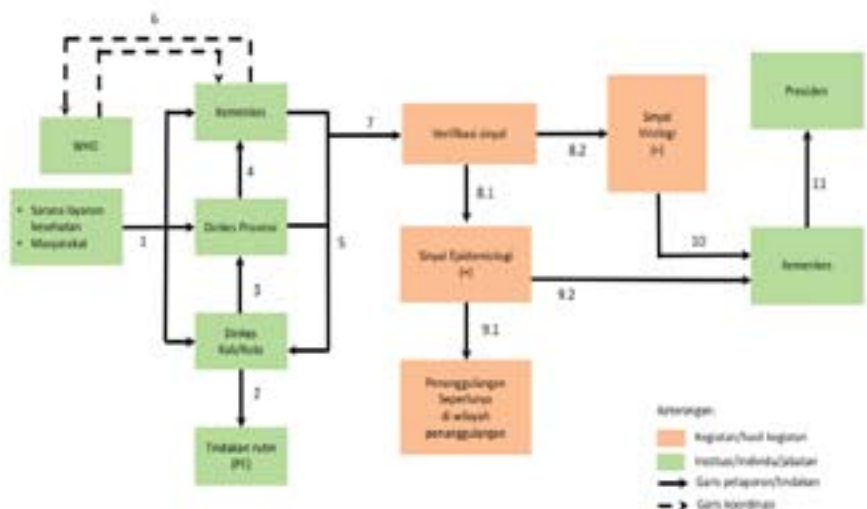 6
WHO
Kemenkes
7
Verifikasi sinyal
8.2
Sinyal
Virologi
(+)
Presiden
• Sarana layanan
kesehatan
• Masyarakat
1
4
Dinkes Provinsi
5
8.1
11
10
Sinyal Epidemiologi
(+)
9.2
Kemenkes
3
Dinkes
Kab/Kota
9.1
2
Penanggulangan
Seperlunya
di wilayah
penanggulangan
Tindakan rutin
(PE)
Keterangan:
Kegiatan/hasil kegiatan
Institusi/individu/jabatan
Garis pelaporan/tindakan
Garis koordinasi